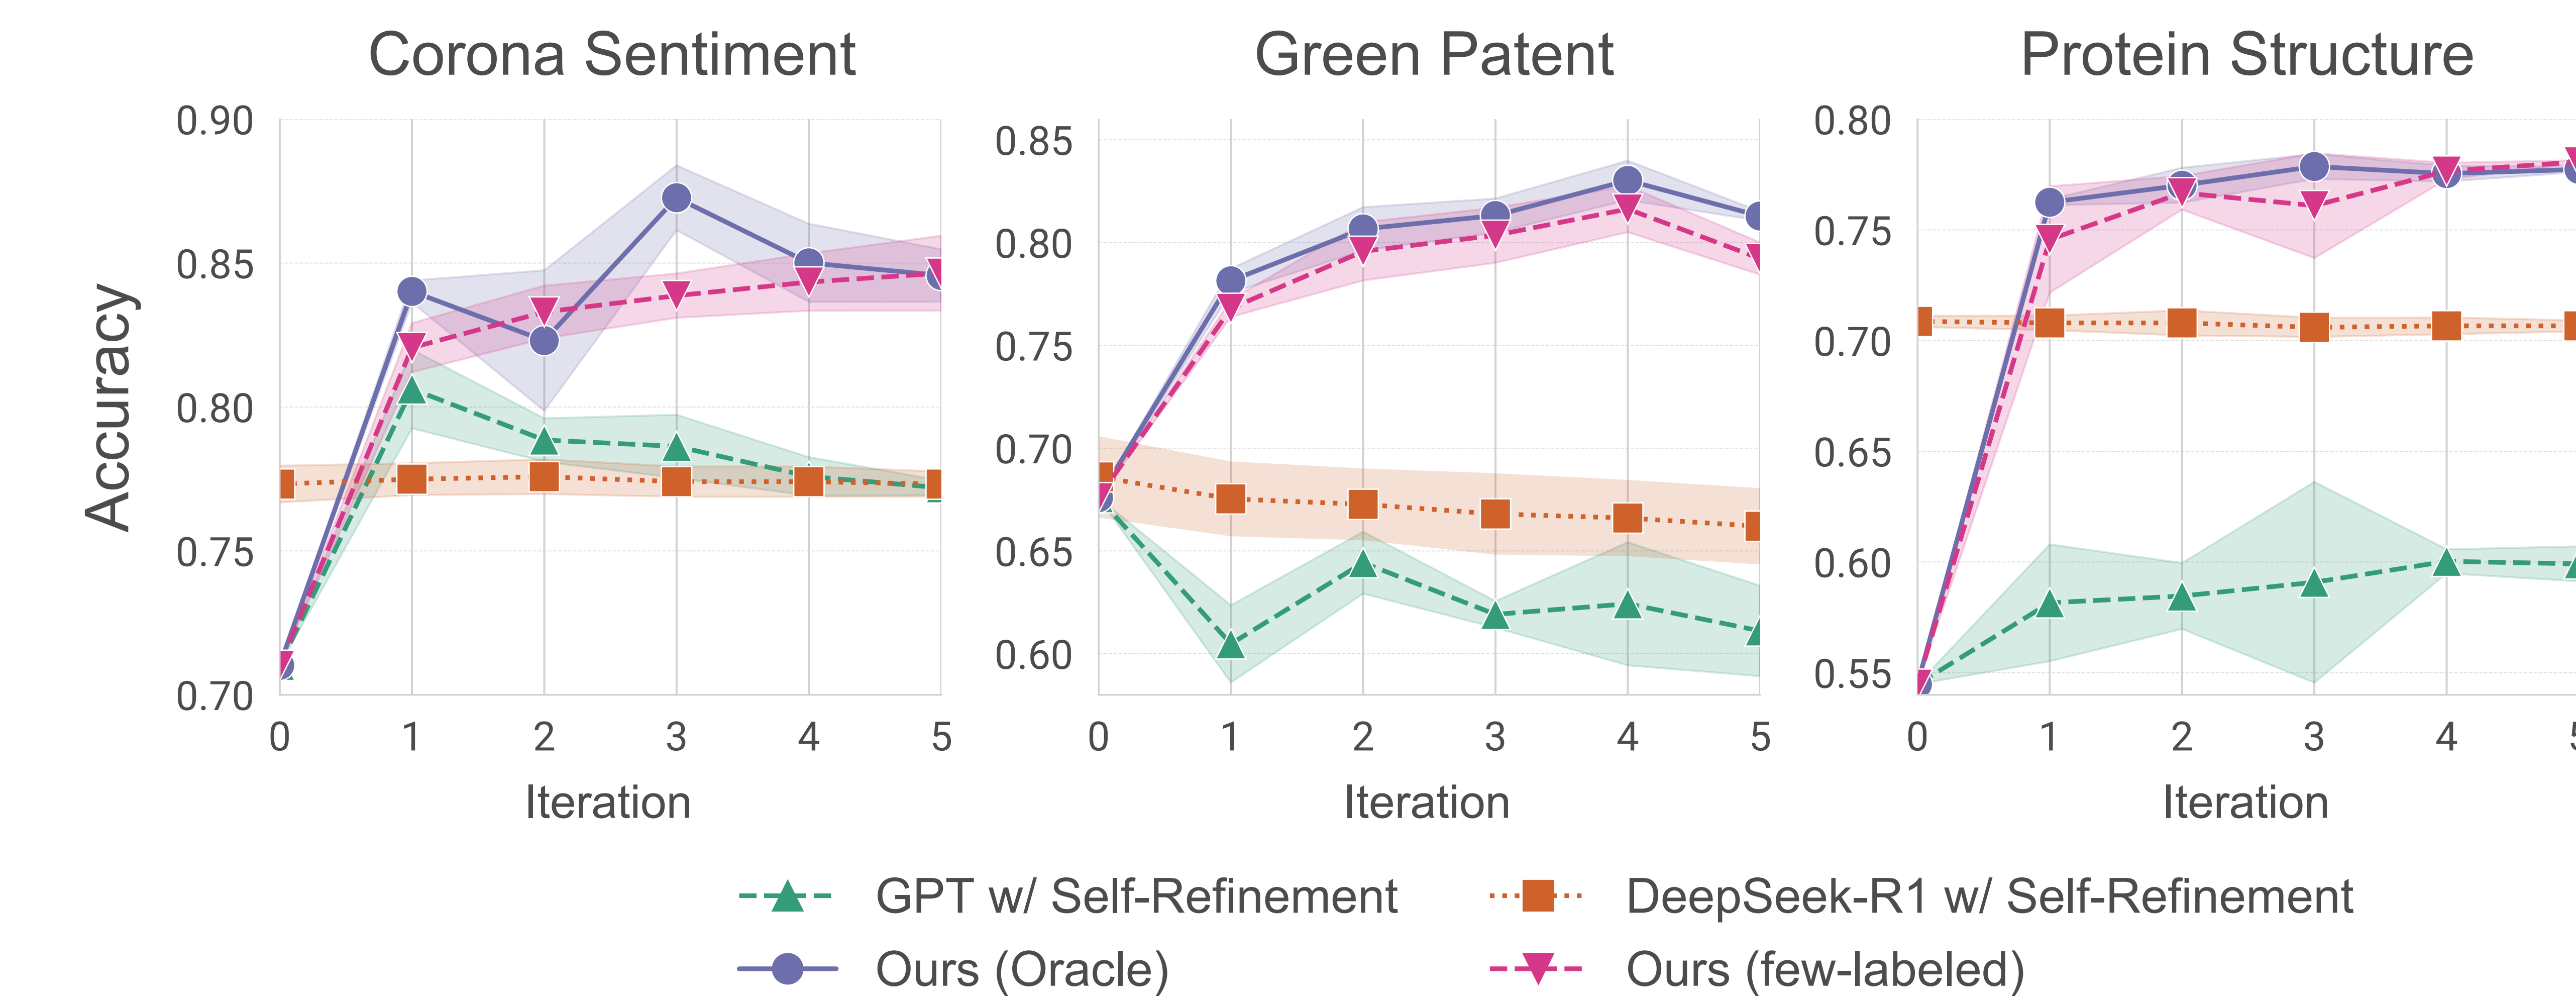 Corona Sentiment Green Patent Protein Structure
Accuracy
0.90
0.85
0.80
0.75
0.70
0 1 2 3 4 5
Iteration
0.85
0.80
0.75
0.70
0.65
0.60
0 1 2 3 4 5
Iteration
0.80
0.75
0.70
0.65
0.60
0.55
0 1 2 3 4 5
Iteration
GPT w/ Self-Refinement DeepSeek-R1 w/ Self-Refinement
Ours (Oracle) Ours (few-labeled)